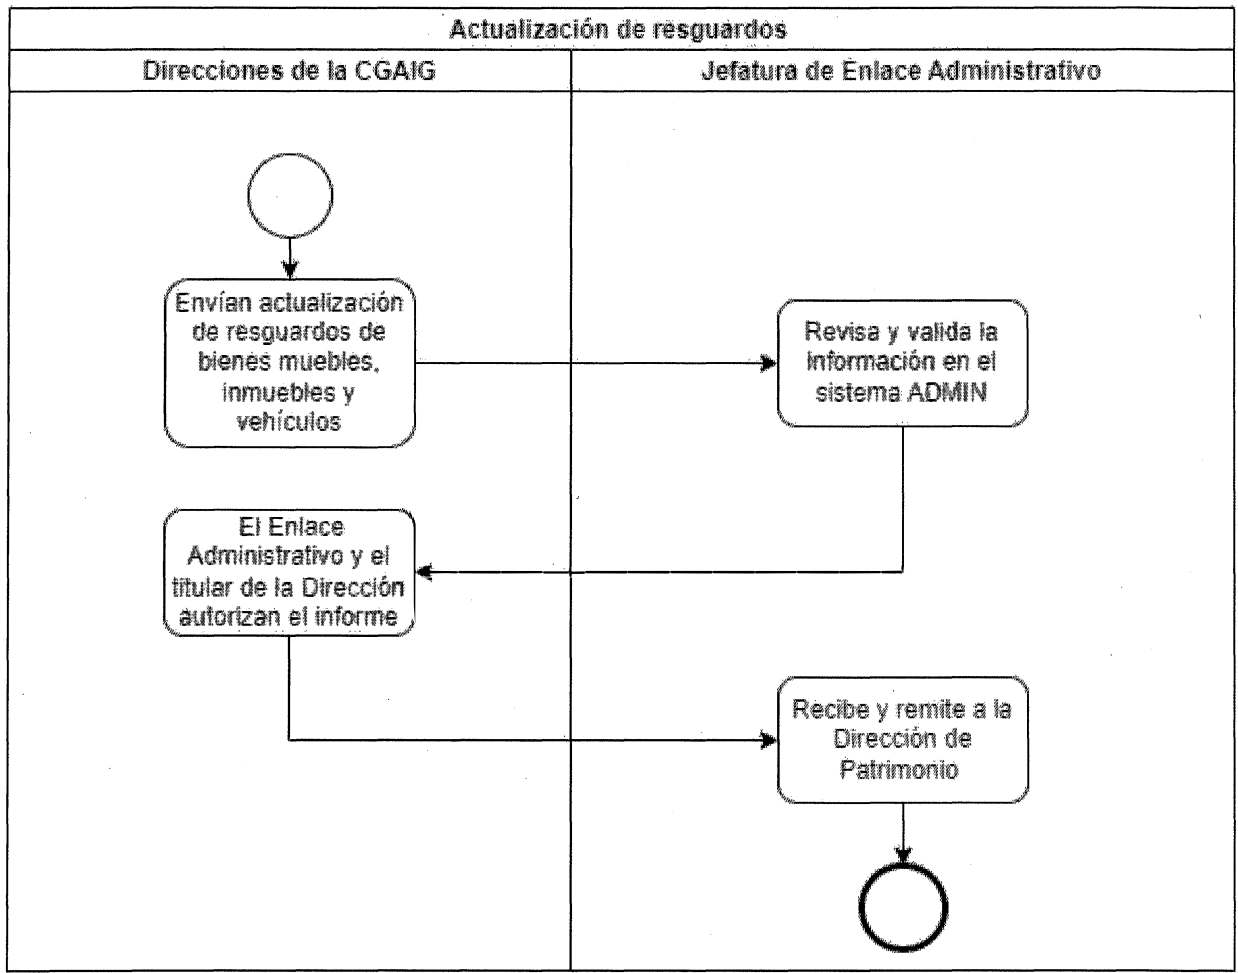 Actualización de resguardos
Direcciones de la CGAIG
Jefatura de Enlace Administrativo
Envían actualización
de resguardos de
bienes muebles,
inmuebles y
vehículos
Revisa y valida la
información en el
sistema ADMIN
El Enlace
Administrativo y el
titular de la Dirección
autorizan el informe
Recibe y remite a la
Dirección de
Patrimonio